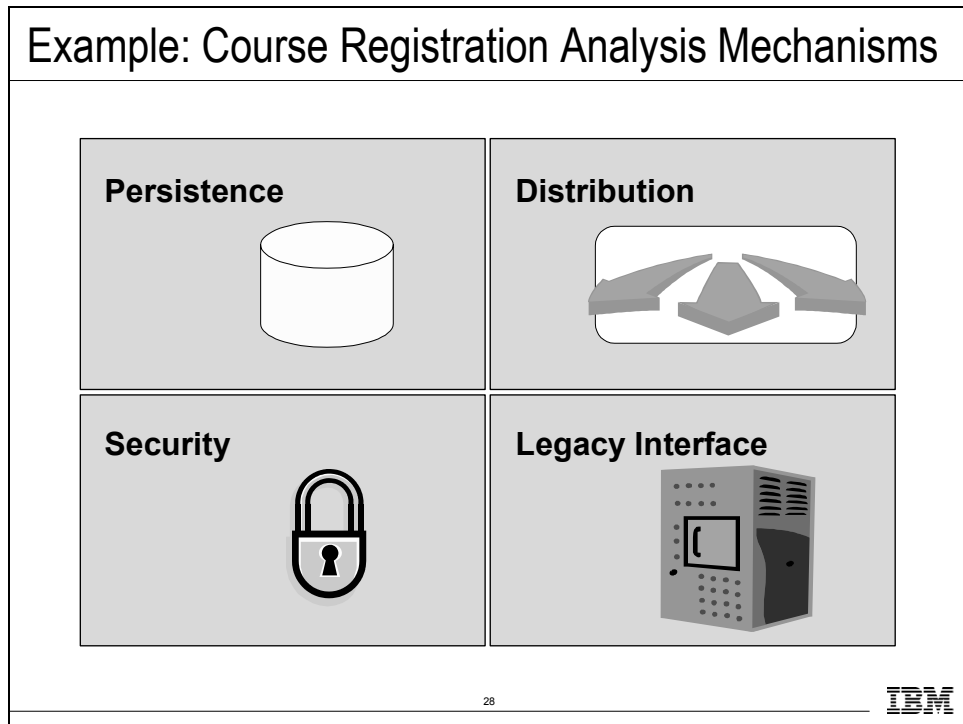 Example: Course Registration Analysis Mechanisms
Persistence
Distribution
Security
Legacy Interface
28
IBM